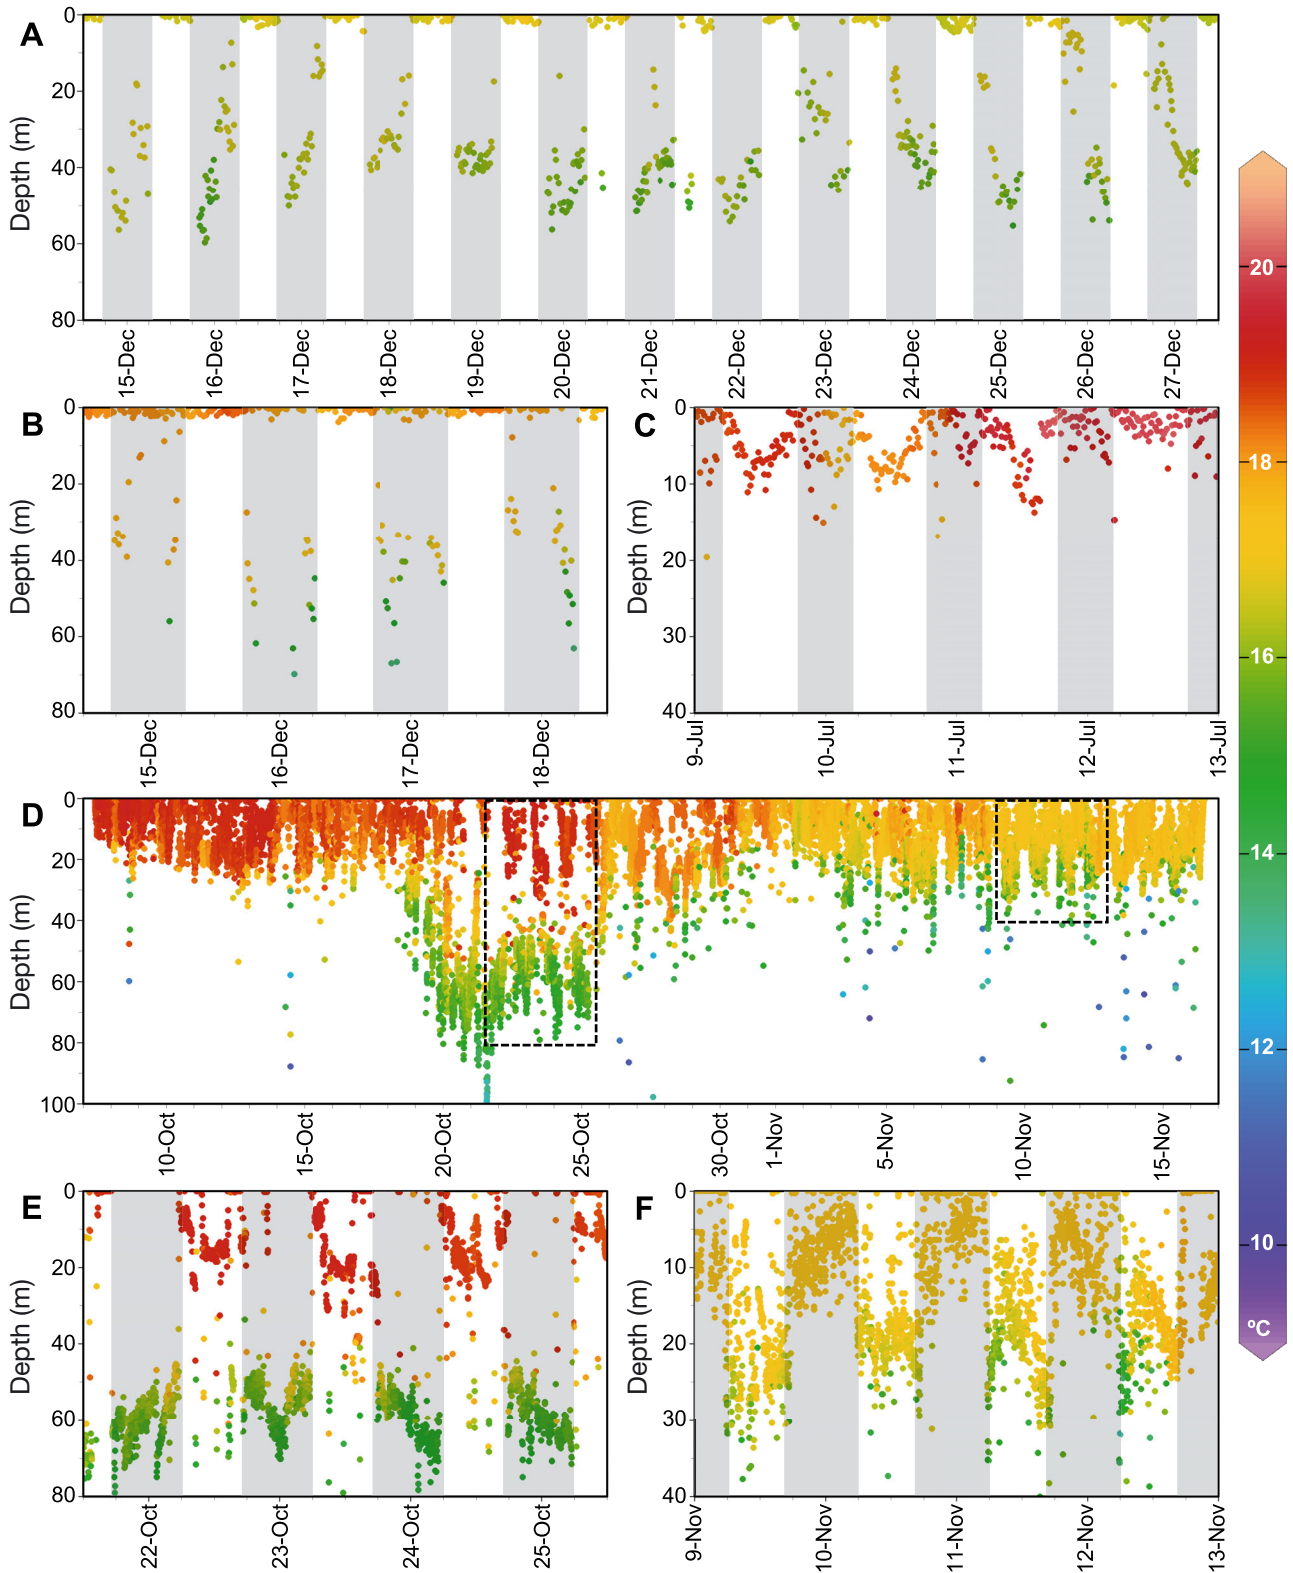 A
Depth (m)
0
20
40
60
80
15-Dec
16-Dec
17-Dec
18-Dec
19-Dec
20-Dec
21-Dec
22-Dec
23-Dec
24-Dec
25-Dec
26-Dec
27-Dec
B
Depth (m)
0
20
40
60
80
15-Dec
16-Dec
17-Dec
18-Dec
C
Depth (m)
0
10
20
30
40
9-Jul
10-Jul
11-Jul
12-Jul
13-Jul
D
Depth (m)
0
20
40
60
80
100
10-Oct
15-Oct
20-Oct
25-Oct
30-Oct
1-Nov
5-Nov
10-Nov
15-Nov
E
Depth (m)
0
20
40
60
80
22-Oct
23-Oct
24-Oct
25-Oct
F
Depth (m)
0
10
20
30
40
9-Nov
10-Nov
11-Nov
12-Nov
13-Nov
20
18
16
14
12
10
ºC